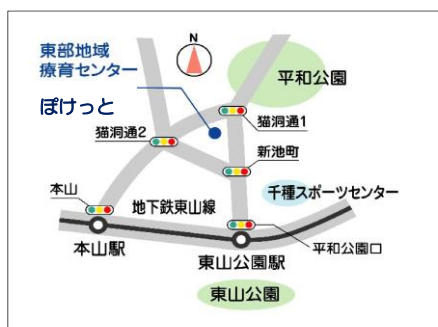 N
東部地域
療育センター
ぽけっと
平和公園
猫洞通1
猫洞通2
新池町
千種スポーツセンター
本山
地下鉄東山線
平和公園口
本山駅
東山公園駅
東山公園